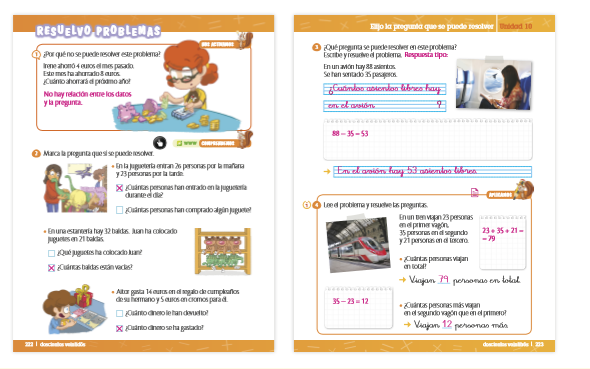 RESUELVO PROBLEMAS
NOS ACTIVAMOS
1 ¿Por qué no se puede resolver este problema?
Irene ahorró 4 euros el mes pasado.
Este mes ha ahorrado 8 euros.
¿Cuánto ahorrará el próximo año?
No hay relación entre los datos
y la pregunta.
www COMPRENDEMOS
2 Marca la pregunta que sí se puede resolver.
• En la juguetería entran 26 personas por la mañana
y 23 personas por la tarde.
¿Cuántas personas han entrado en la juguetería
durante el día?
¿Cuántas personas han comprado algún juguete?
• En una estantería hay 32 baldas. Juan ha colocado
juguetes en 21 baldas.
¿Qué juguetes ha colocado Juan?
¿Cuántas baldas están vacías?
• Aitor gasta 14 euros en el regalo de cumpleaños
de su hermano y 5 euros en cromos para él.
¿Cuánto dinero le han devuelto?
¿Cuánto dinero se ha gastado?
222 | doscientos veintidós
Elijo la pregunta que se puede resolver Unidad 10
3 ¿Qué pregunta se puede resolver en este problema?
Escribe y resuelve el problema. Respuesta tipo:
En un avión hay 88 asientos.
Se han sentado 35 pasajeros.
¿Cuántos asientos libres hay
en el avión ?
88 – 35 = 53
En el avión hay 53 asientos libres.
4 Lee el problema y resuelve las preguntas.
En un tren viajan 23 personas
en el primer vagón,
35 personas en el segundo
y 21 personas en el tercero.
23 + 35 + 21 =
= 79
• ¿Cuántas personas viajan
en total?
Viajan 79 personas en total.
35 – 23 = 12
• ¿Cuántas personas más viajan
en el segundo vagón que en el primero?
Viajan 12 personas más.
doscientos veintitrés | 223